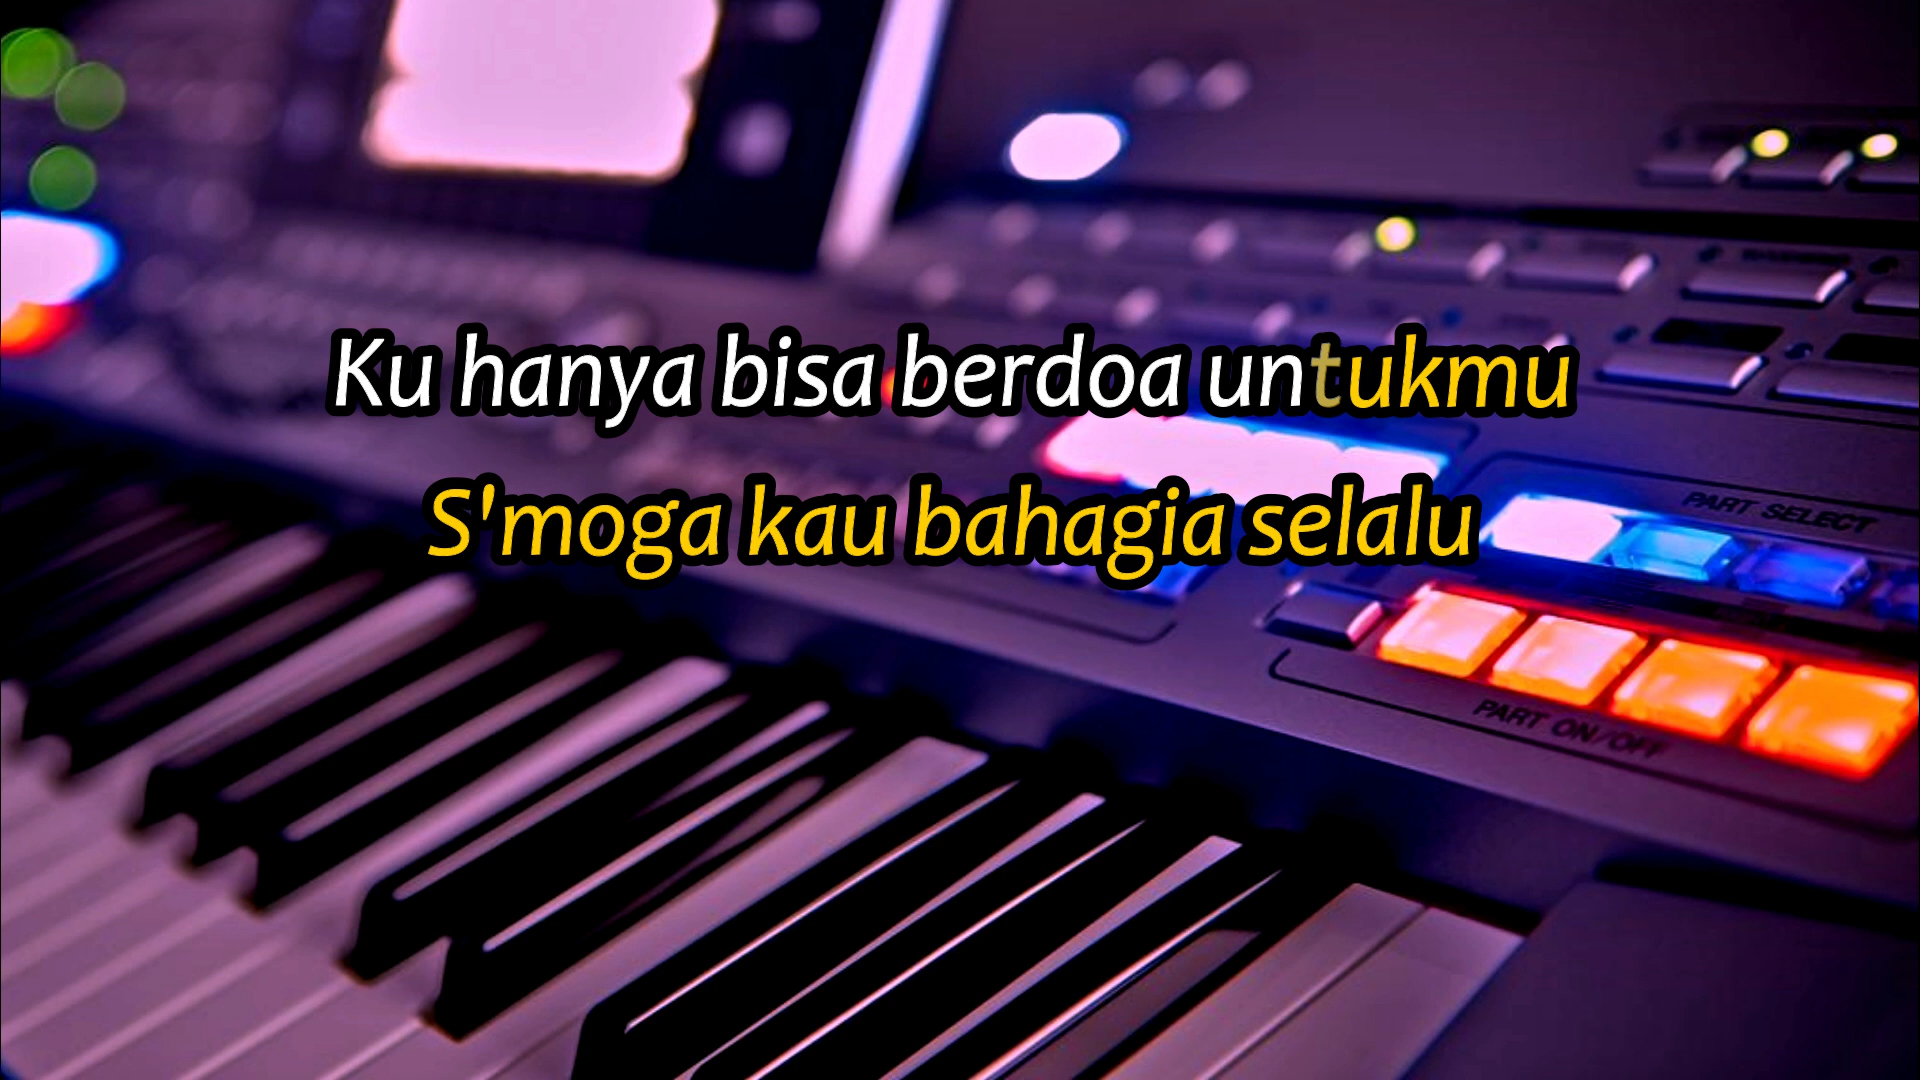 Ku hanya bisa berdoa untukmu
S'moga kau bahagia selalu
PART SELECT
PART ON/OFF